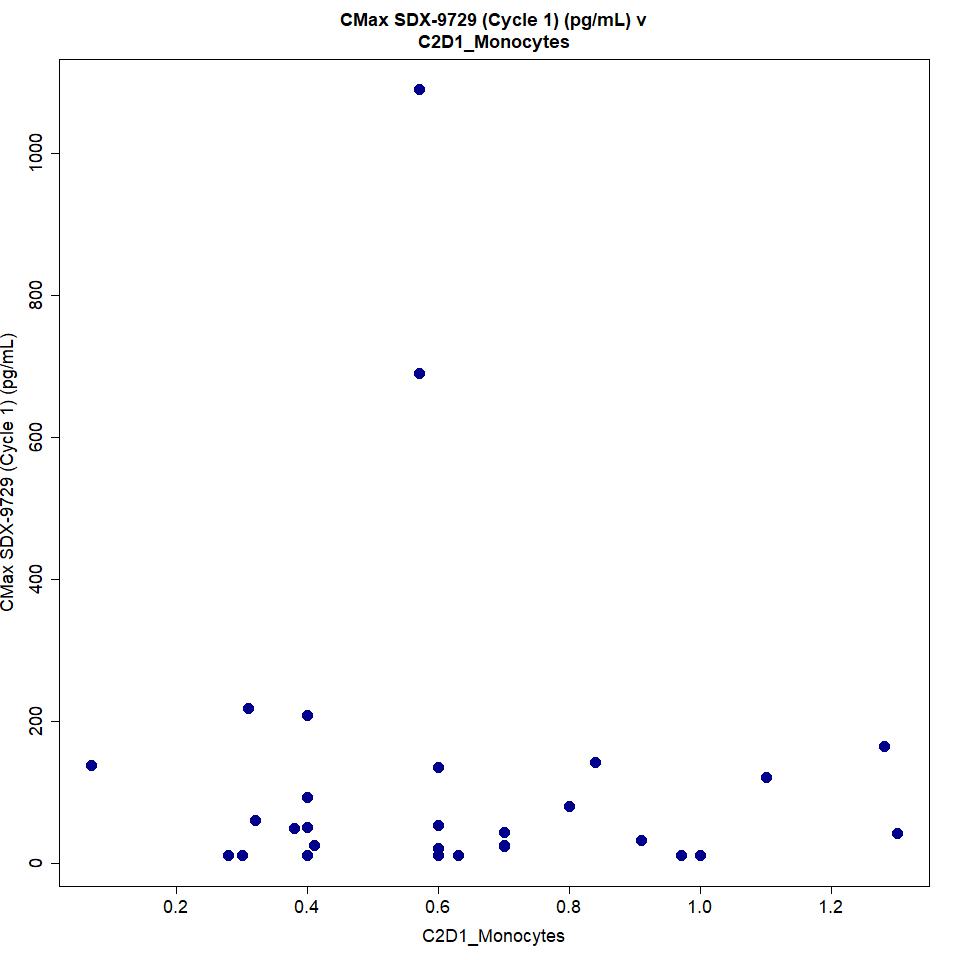 CMax SDX-9729 (Cycle 1) (pg/mL) v
C2D1_Monocytes
1000
800
600
400
200
0
CMax SDX-9729 (Cycle 1) (pg/mL)
0.2 0.4 0.6 0.8 1.0 1.2
C2D1_Monocytes